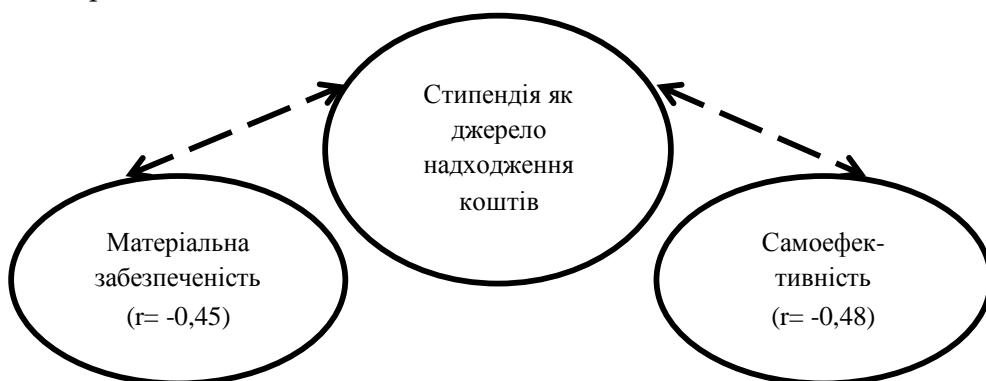 Стипендія як
джерело
надходження
коштів
Матеріальна
забезпеченість
(r= -0,45)
Самоефек-
тивність
(r= -0,48)